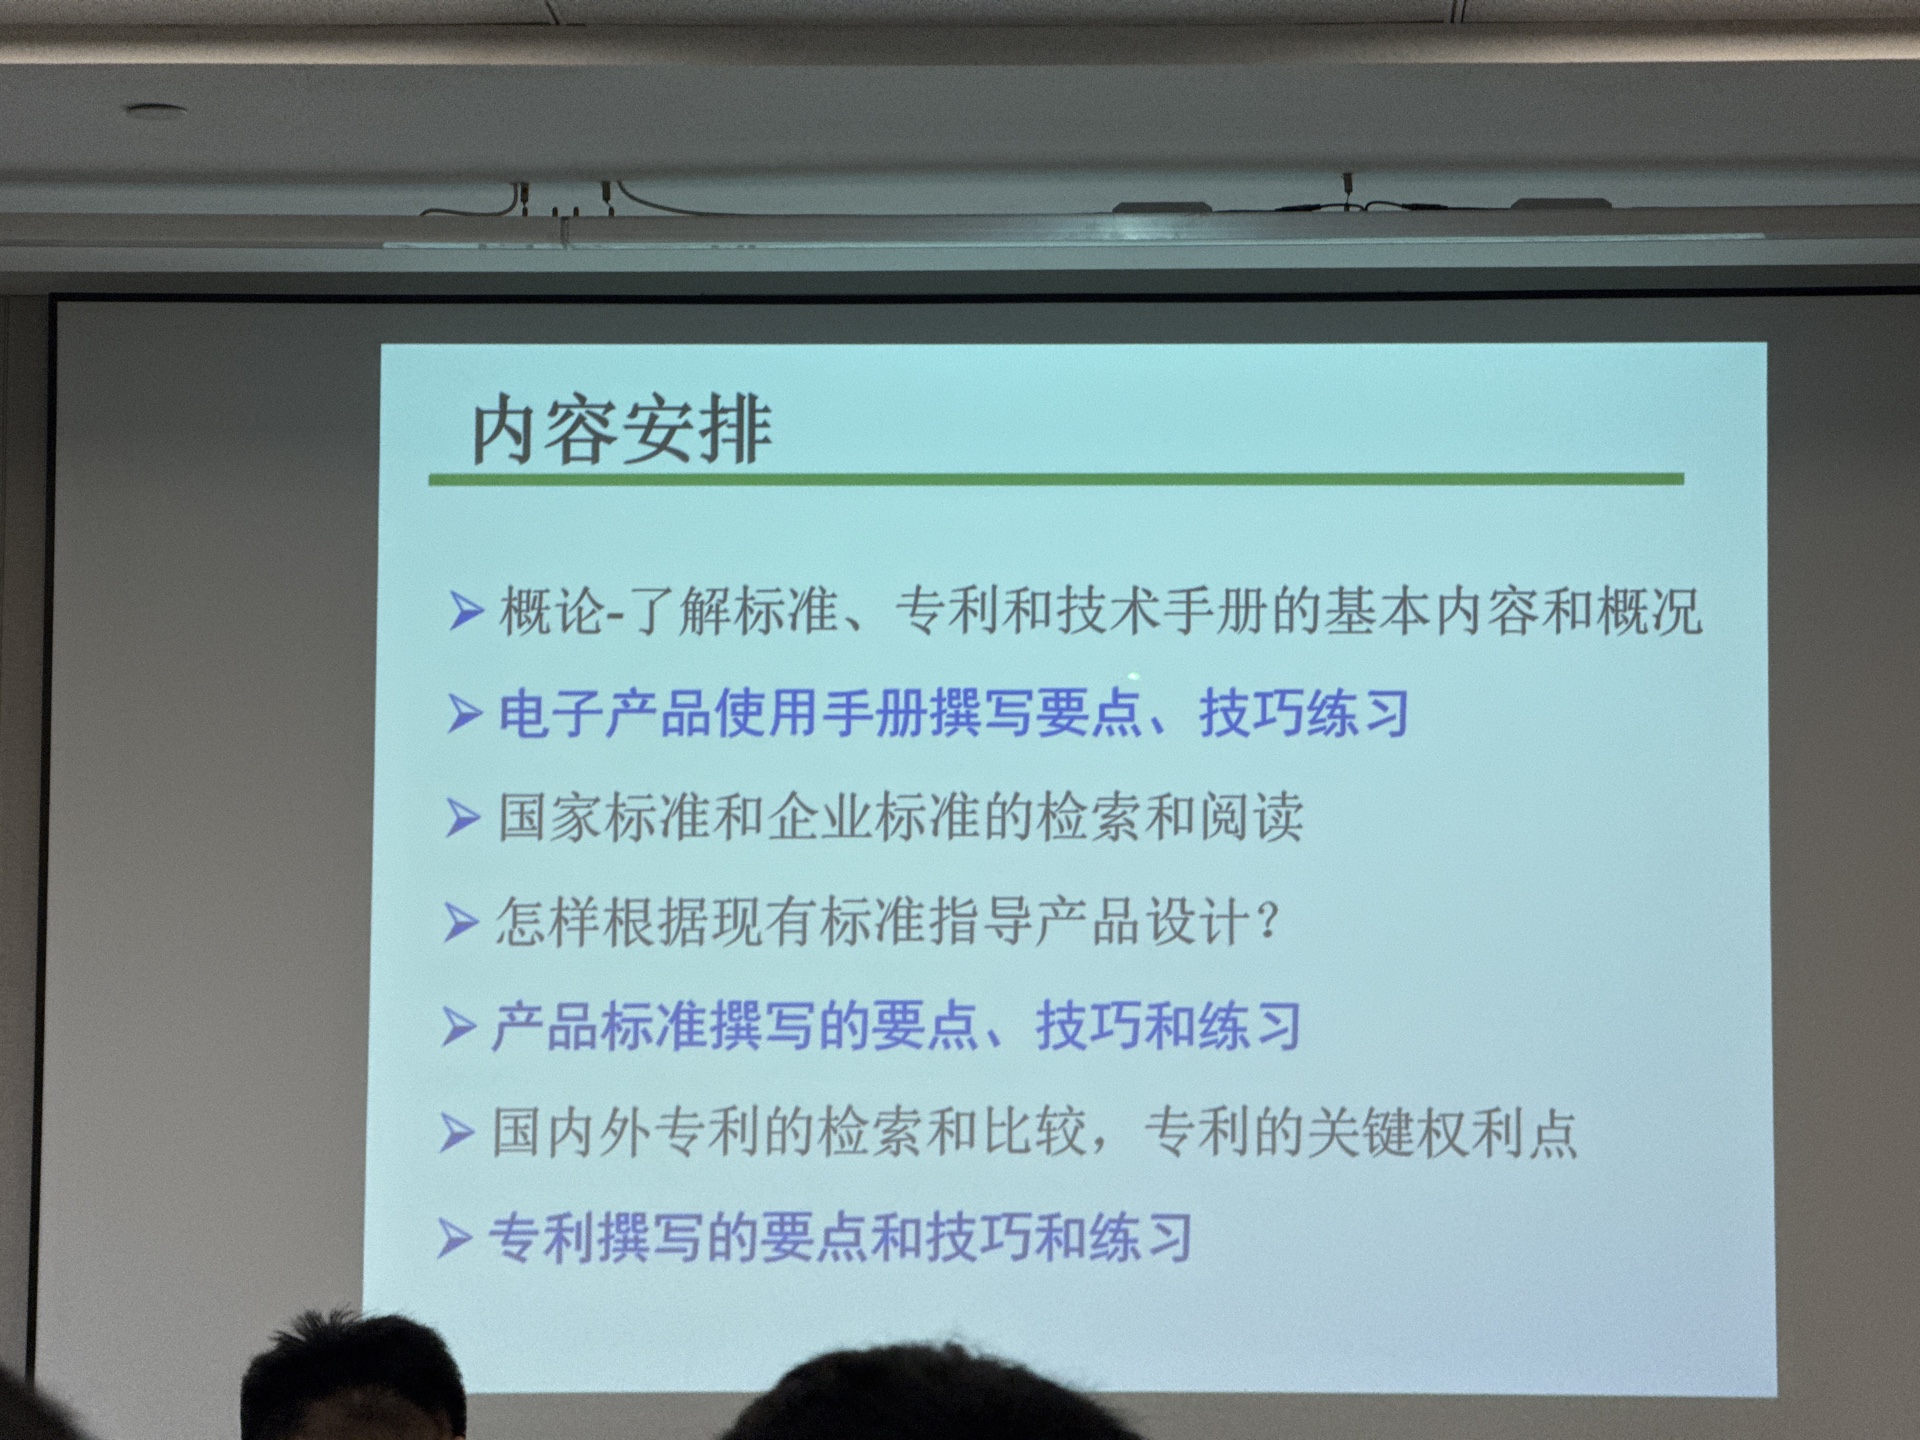 内容安排
概论-了解标准、专利和技术手册的基本内容和概况
电子产品使用手册撰写要点、技巧练习
国家标准和企业标准的检索和阅读
怎样根据现有标准指导产品设计？
产品标准撰写的要点、技巧和练习
国内外专利的检索和比较，专利的关键权利点
专利撰写的要点和技巧和练习